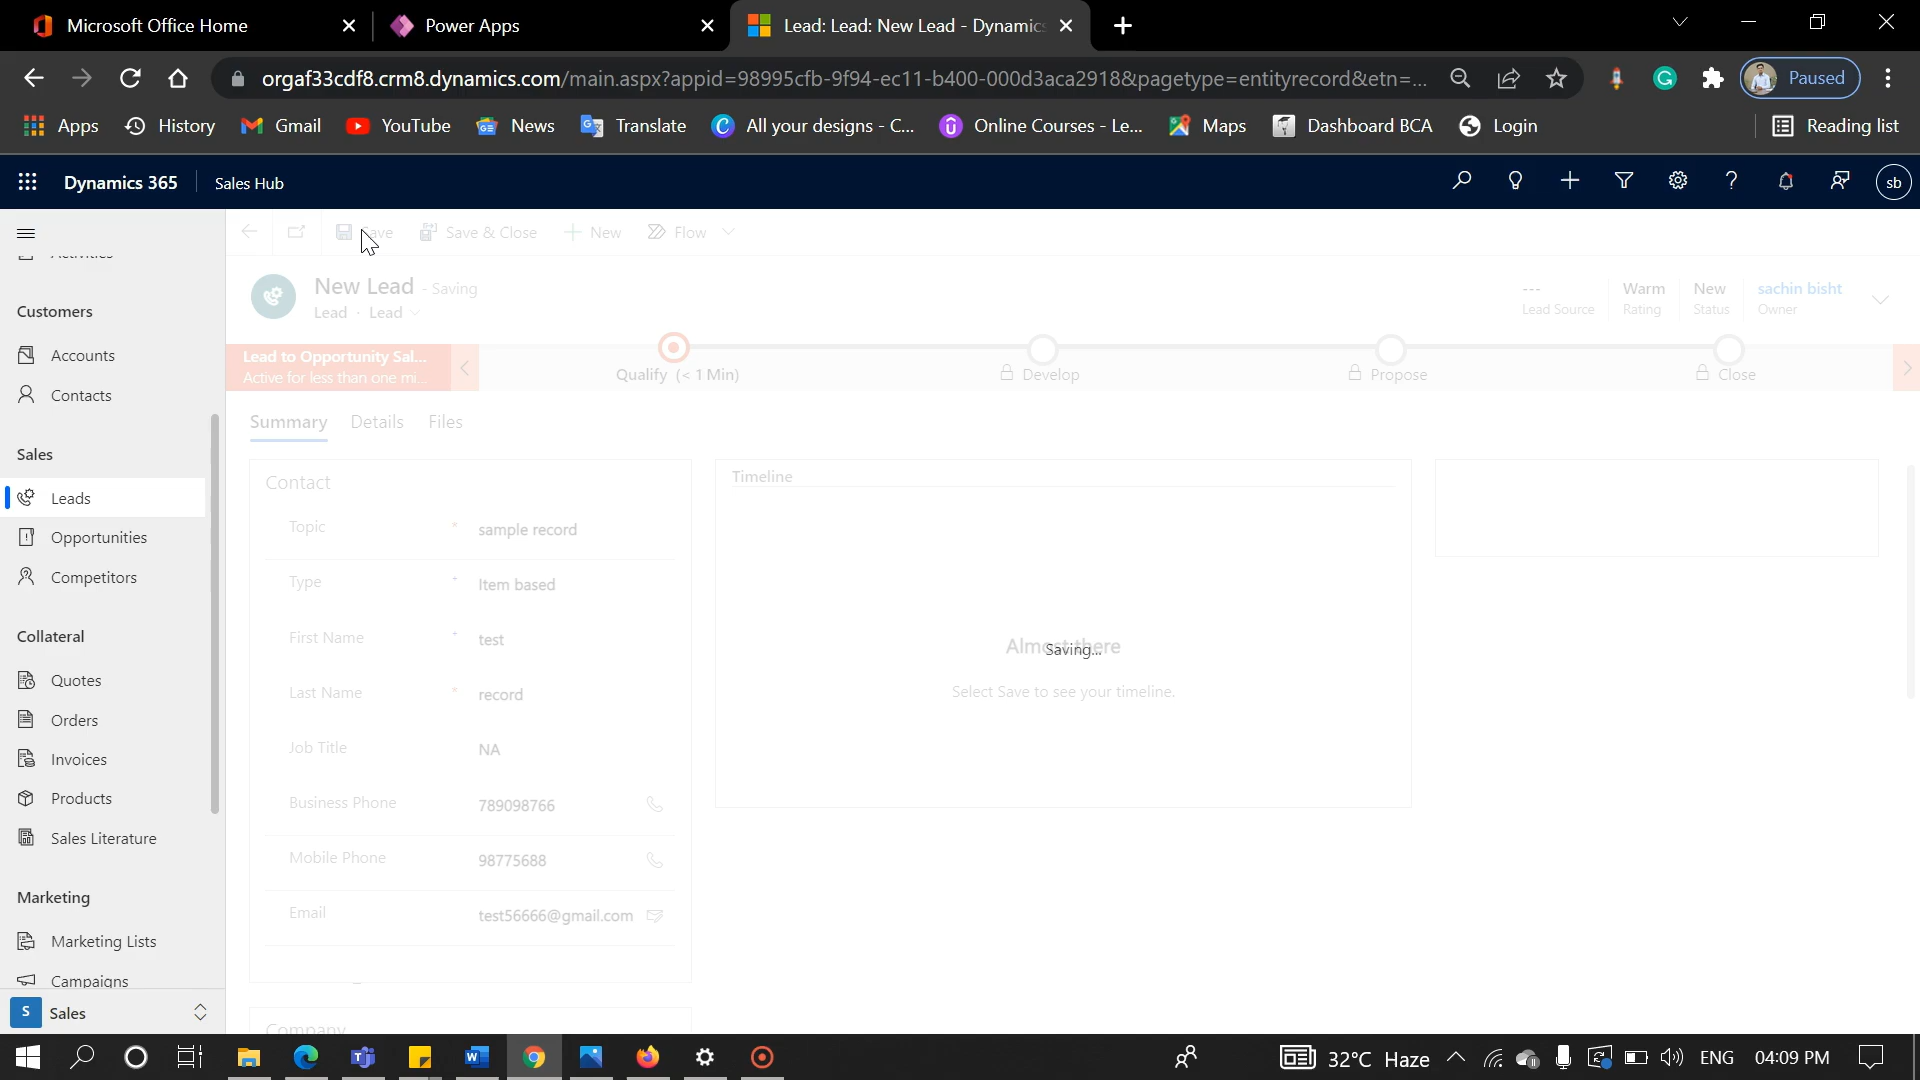 Microsoft Office Home
Power Apps
Lead: Lead: New Lead - Dynamics
orgaf33cdf8.crm8.dynamics.com/main.aspx?appid=98995cfb-9f94-ec11-b400-000d3aca2918&pagetype=entityrecord&etn=...
Paused
Apps
History
Gmail
YouTube
News
Translate
All your designs - C...
Online Courses - Le...
Maps
Dashboard BCA
Login
Reading list
Dynamics 365
Sales Hub
sb
Activities
Customers
Accounts
Contacts
Sales
Leads
Opportunities
Competitors
Collateral
Quotes
Orders
Invoices
Products
Sales Literature
Marketing
Marketing Lists
Campaigns
S
Sales
Save
Save & Close
New
Flow
New Lead - Saving
Lead · Lead
---
Lead Source
Warm
Rating
New
Status
sachin bisht
Owner
Lead to Opportunity Sal...
Active for less than one mi...
Qualify (< 1 Min)
Develop
Propose
Close
Summary
Details
Files
Contact
Topic * sample record
Type + Item based
First Name + test
Last Name * record
Job Title NA
Business Phone 789098766
Mobile Phone 98775688
Email test56666@gmail.com
Company
Timeline
Almost there
Saving...
Select Save to see your timeline.
32°C Haze
ENG
04:09 PM